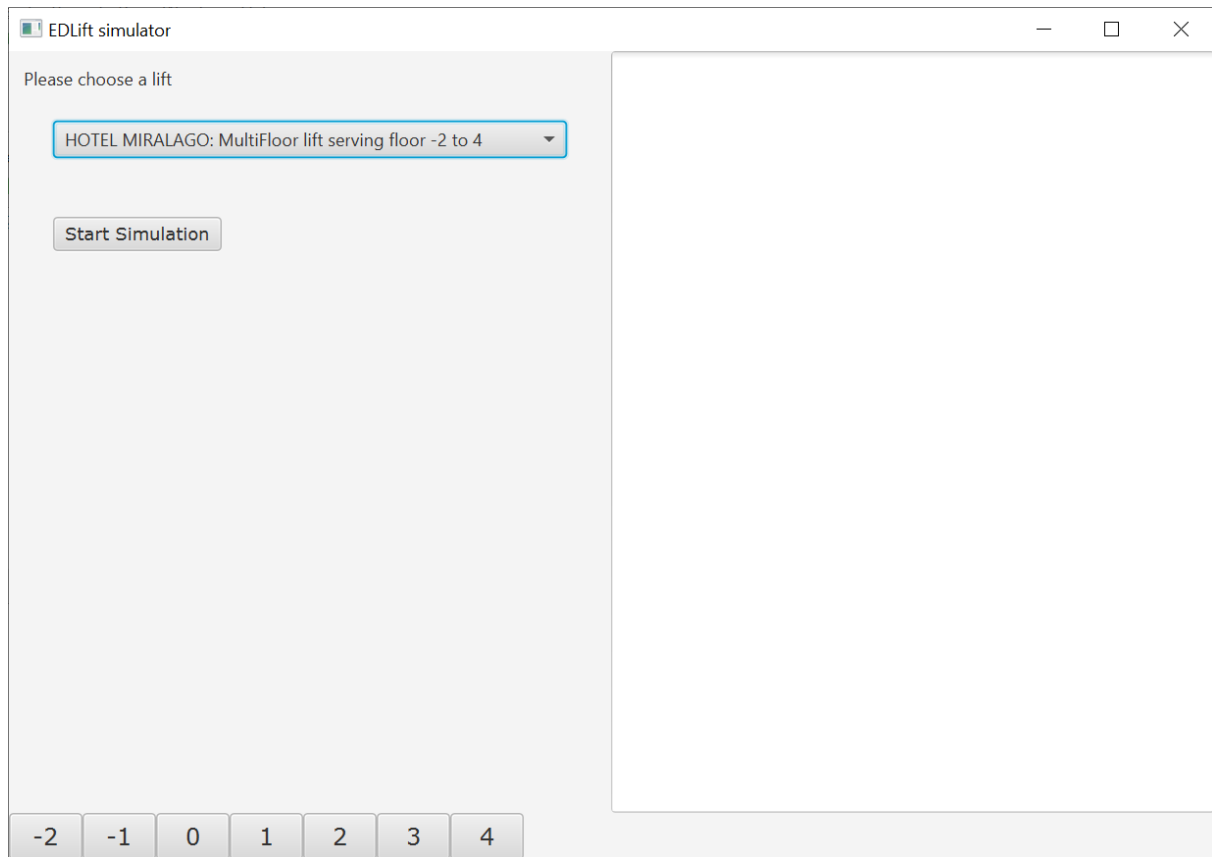 EDLift simulator
Please choose a lift
HOTEL MIRALAGO: MultiFloor lift serving floor -2 to 4
Start Simulation
-2 -1 0 1 2 3 4